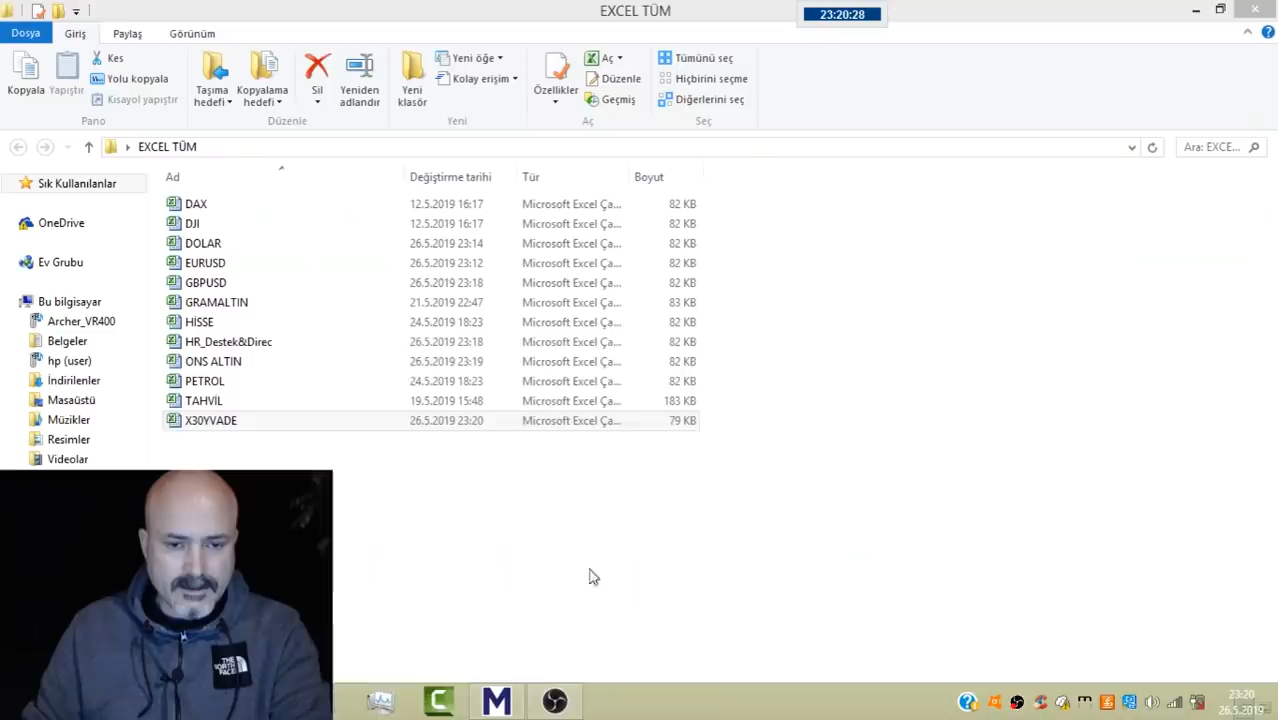 EXCEL TÜM
23:20:28
Dosya Giriş Paylaş Görünüm
Kopyala
Yapıştır
Kes
Yolu kopyala
Kısayol yapıştır
Pano
Taşıma hedefi
Kopyalama hedefi
Sil
Yeniden adlandır
Düzenle
Yeni klasör
Yeni öğe
Kolay erişim
Yeni
Özellikler
Aç
Düzenle
Geçmiş
Aç
Tümünü seç
Hiçbirini seçme
Diğerlerini seç
Seç
EXCEL TÜM
Ara: EXCE...
Sık Kullanılanlar
OneDrive
Ev Grubu
Bu bilgisayar
Archer_VR400
Belgeler
hp (user)
İndirilenler
Masaüstü
Müzikler
Resimler
Videolar
Ad Değiştirme tarihi Tür Boyut
DAX 12.5.2019 16:17 Microsoft Excel Ça... 82 KB
DJI 12.5.2019 16:17 Microsoft Excel Ça... 82 KB
DOLAR 26.5.2019 23:14 Microsoft Excel Ça... 82 KB
EURUSD 26.5.2019 23:12 Microsoft Excel Ça... 82 KB
GBPUSD 26.5.2019 23:18 Microsoft Excel Ça... 82 KB
GRAMALTIN 21.5.2019 22:47 Microsoft Excel Ça... 83 KB
HİSSE 24.5.2019 18:23 Microsoft Excel Ça... 82 KB
HR_Destek&Direc 26.5.2019 23:18 Microsoft Excel Ça... 82 KB
ONS ALTIN 26.5.2019 23:19 Microsoft Excel Ça... 82 KB
PETROL 24.5.2019 18:23 Microsoft Excel Ça... 82 KB
TAHVİL 19.5.2019 15:48 Microsoft Excel Ça... 183 KB
X30YVADE 26.5.2019 23:20 Microsoft Excel Ça... 79 KB
THE
NORTH
FACE
C M
23:20
26.5.2019